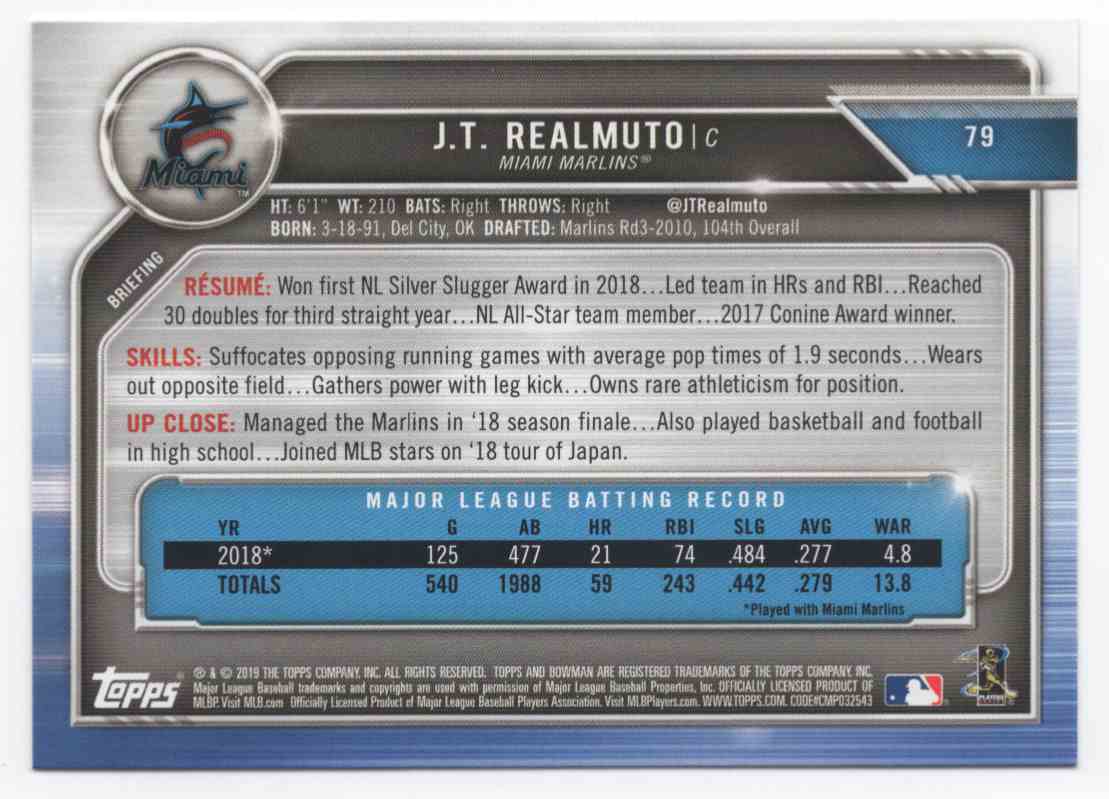 Miami™
J.T. REALMUTO | C
MIAMI MARLINS®
79
HT: 6'1" WT: 210 BATS: Right THROWS: Right @JTRealmuto
BORN: 3-18-91, Del City, OK DRAFTED: Marlins Rd3-2010, 104th Overall
BRIEFING
RÉSUMÉ: Won first NL Silver Slugger Award in 2018...Led team in HRs and RBI...Reached
30 doubles for third straight year...NL All-Star team member...2017 Conine Award winner.
SKILLS: Suffocates opposing running games with average pop times of 1.9 seconds...Wears
out opposite field...Gathers power with leg kick...Owns rare athleticism for position.
UP CLOSE: Managed the Marlins in '18 season finale...Also played basketball and football
in high school...Joined MLB stars on '18 tour of Japan.
MAJOR LEAGUE BATTING RECORD
YR G AB HR RBI SLG AVG WAR
2018* 125 477 21 74 .484 .277 4.8
TOTALS 540 1988 59 243 .442 .279 13.8
*Played with Miami Marlins
topps®
® & © 2019 THE TOPPS COMPANY, INC. ALL RIGHTS RESERVED. TOPPS AND BOWMAN ARE REGISTERED TRADEMARKS OF THE TOPPS COMPANY, INC.
Major League Baseball trademarks and copyrights are used with permission of Major League Baseball Properties, Inc. OFFICIALLY LICENSED PRODUCT OF
MLBP. Visit MLB.com Officially Licensed Product of Major League Baseball Players Association. Visit MLBPlayers.com. WWW.TOPPS.COM. CODE#CMP032543